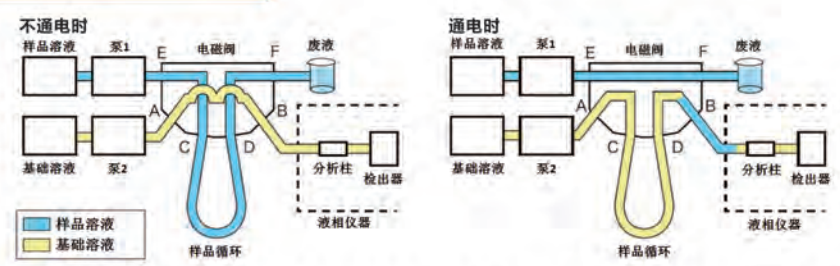 不通电时
样品溶液
泵1
E
电磁阀
F
废液
A
B
C
D
基础溶液
泵2
分析柱
检出器
样品溶液
基础溶液
样品循环
液相仪器
通电时
样品溶液
泵1
E
电磁阀
F
废液
A
B
C
D
基础溶液
泵2
分析柱
检出器
样品循环
液相仪器